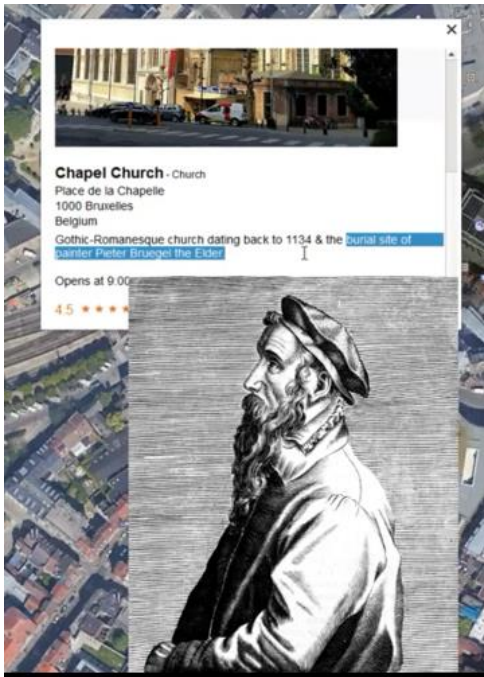 Chapel Church - Church
Place de la Chapelle
1000 Bruxelles
Belgium
Gothic-Romanesque church dating back to 1134 & the burial site of
painter Pieter Bruegel the Elder.
Opens at 9.00
4.5